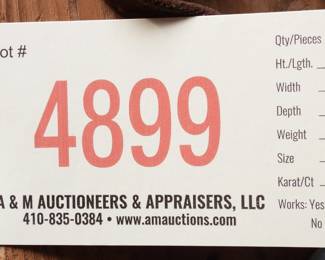 ot #
4899
A & M AUCTIONEERS & APPRAISERS, LLC
410-835-0384 • www.amauctions.com
Qty/Pieces
Ht./Lgth.
Width
Depth
Weight
Size
Karat/Ct
Works: Yes
No